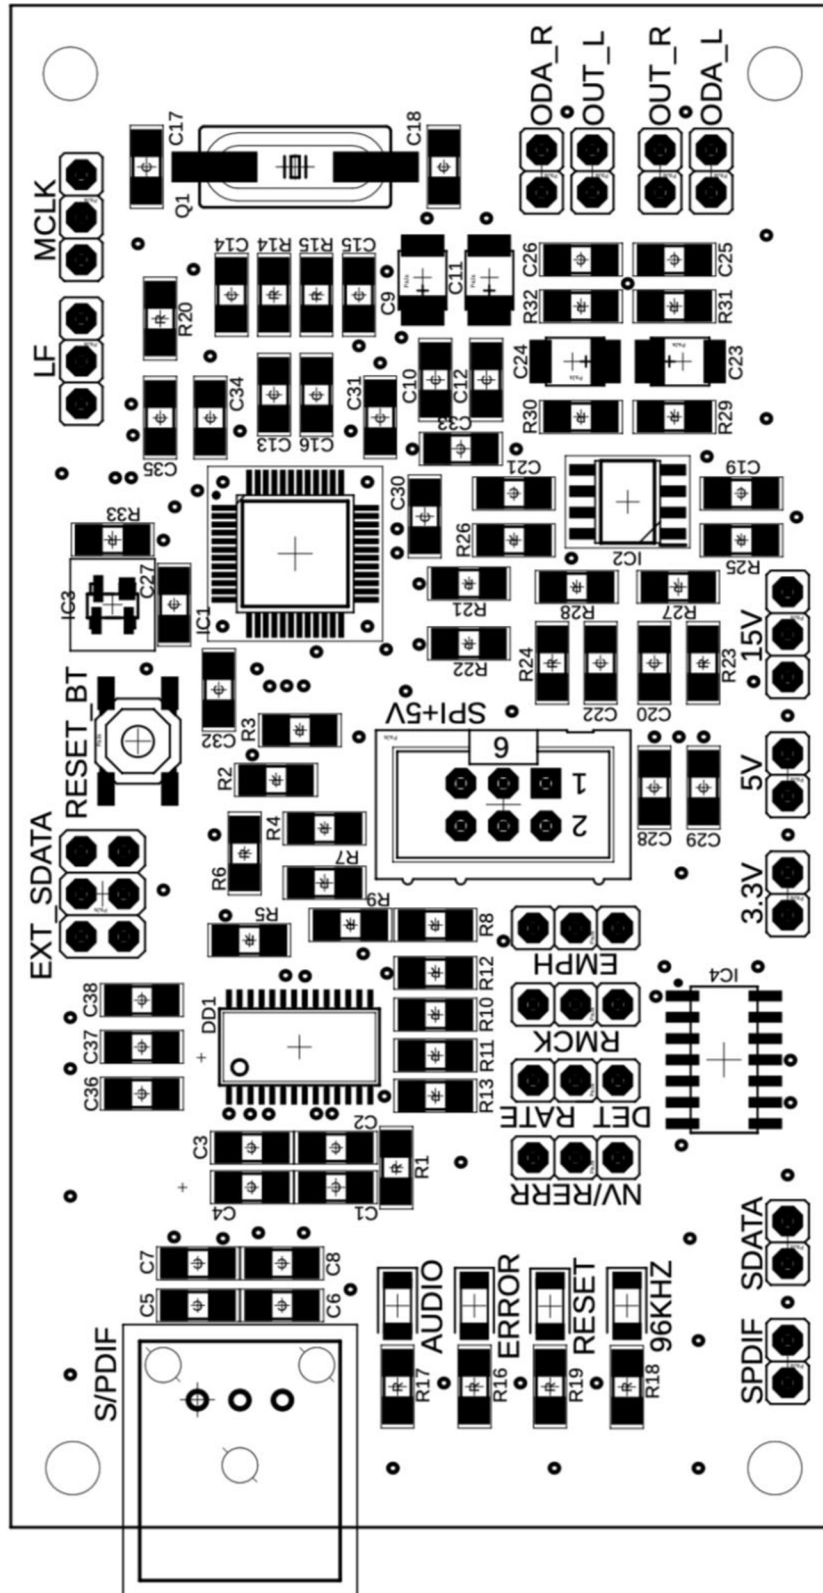 ODA_R
OUT_L
OUT_R
ODA_L
C17
C18
Q1
MCLK
C14
R14
R15
C15
C26
C25
C9
C11
R20
R32
R31
LF
C24
C23
C34
C10
C12
C31
C13
C16
R30
R29
C35
C33
C21
C19
C30
R26
R33
IC2
R25
C27
IC3
IC1
R21
R28
R27
R22
R24
15V
R23
RESET_BT
C32
R3
SPI+5V
C22
C20
6
R2
1
5V
EXT_SDATA
R4
2
C28
C29
R6
R7
3.3V
R9
R8
R5
EMPH
R12
IC4
C38
DD1
R10
RMCK
C37
R11
C36
R13
DET_RATE
C3
C2
R1
C4
C1
NV/RERR
SDATA
C7
C8
C5
C6
AUDIO
ERROR
RESET
96KHZ
S/PDIF
SPDIF
R17
R16
R19
R18